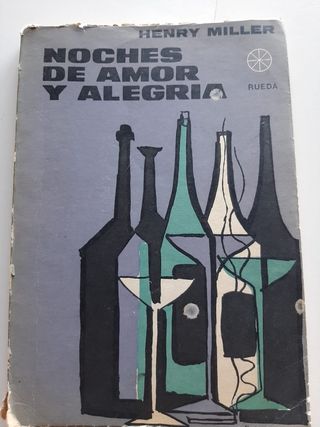 HENRY MILLER
NOCHES
DE AMOR
Y ALEGRIA
RUEDA